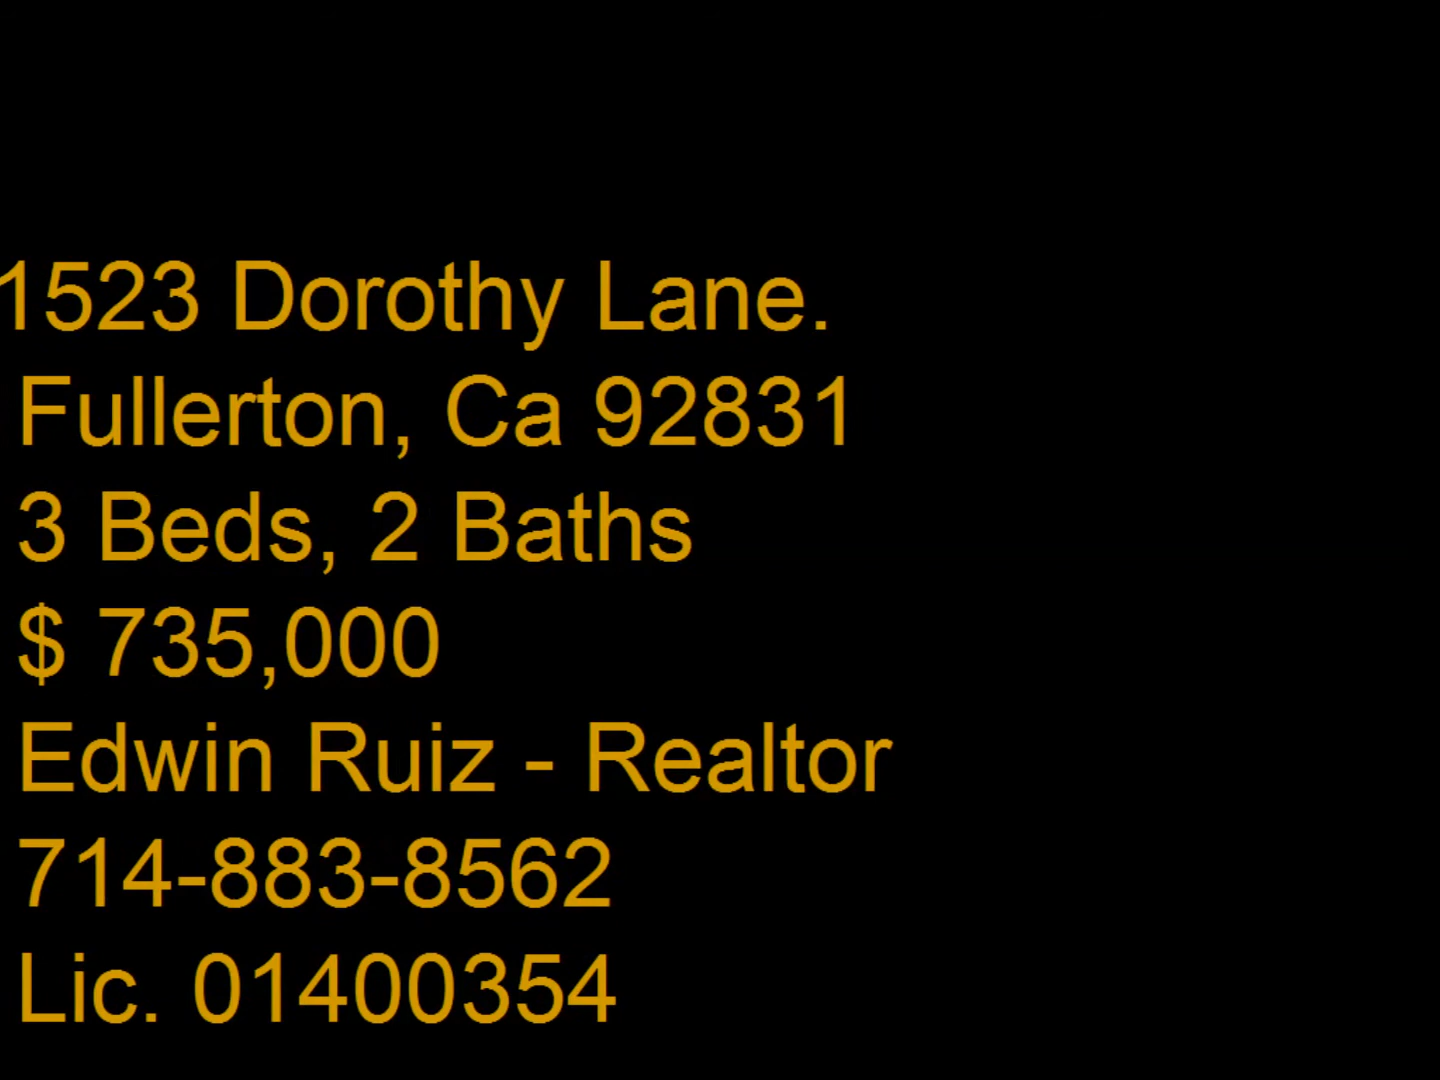 1523 Dorothy Lane.
Fullerton, Ca 92831
3 Beds, 2 Baths
$ 735,000
Edwin Ruiz - Realtor
714-883-8562
Lic. 01400354